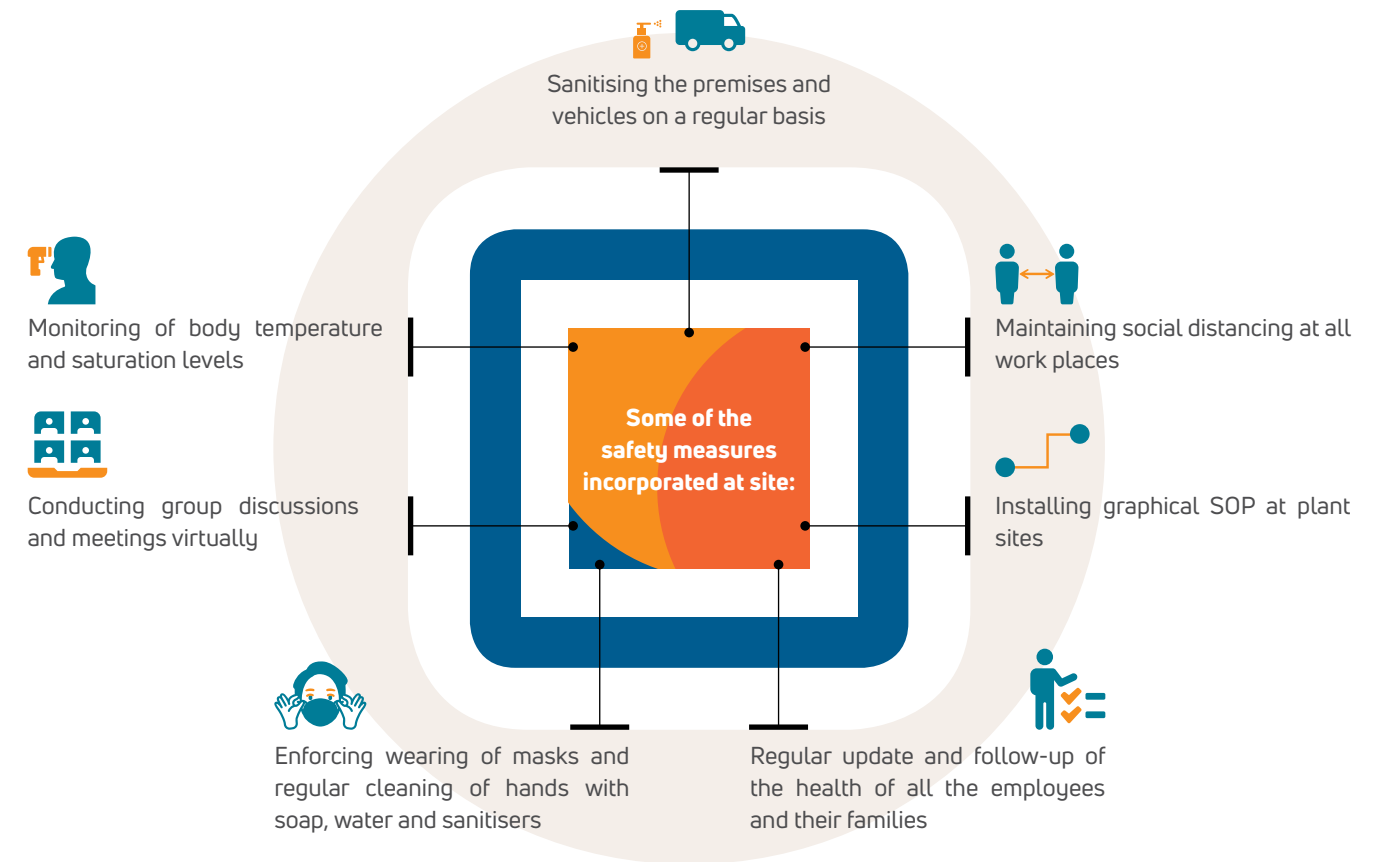 Sanitising the premises and
vehicles on a regular basis
Monitoring of body temperature
and saturation levels
Maintaining social distancing at all
work places
Some of the
safety measures
incorporated at site:
Conducting group discussions
and meetings virtually
Installing graphical SOP at plant
sites
Enforcing wearing of masks and
regular cleaning of hands with
soap, water and sanitisers
Regular update and follow-up of
the health of all the employees
and their families